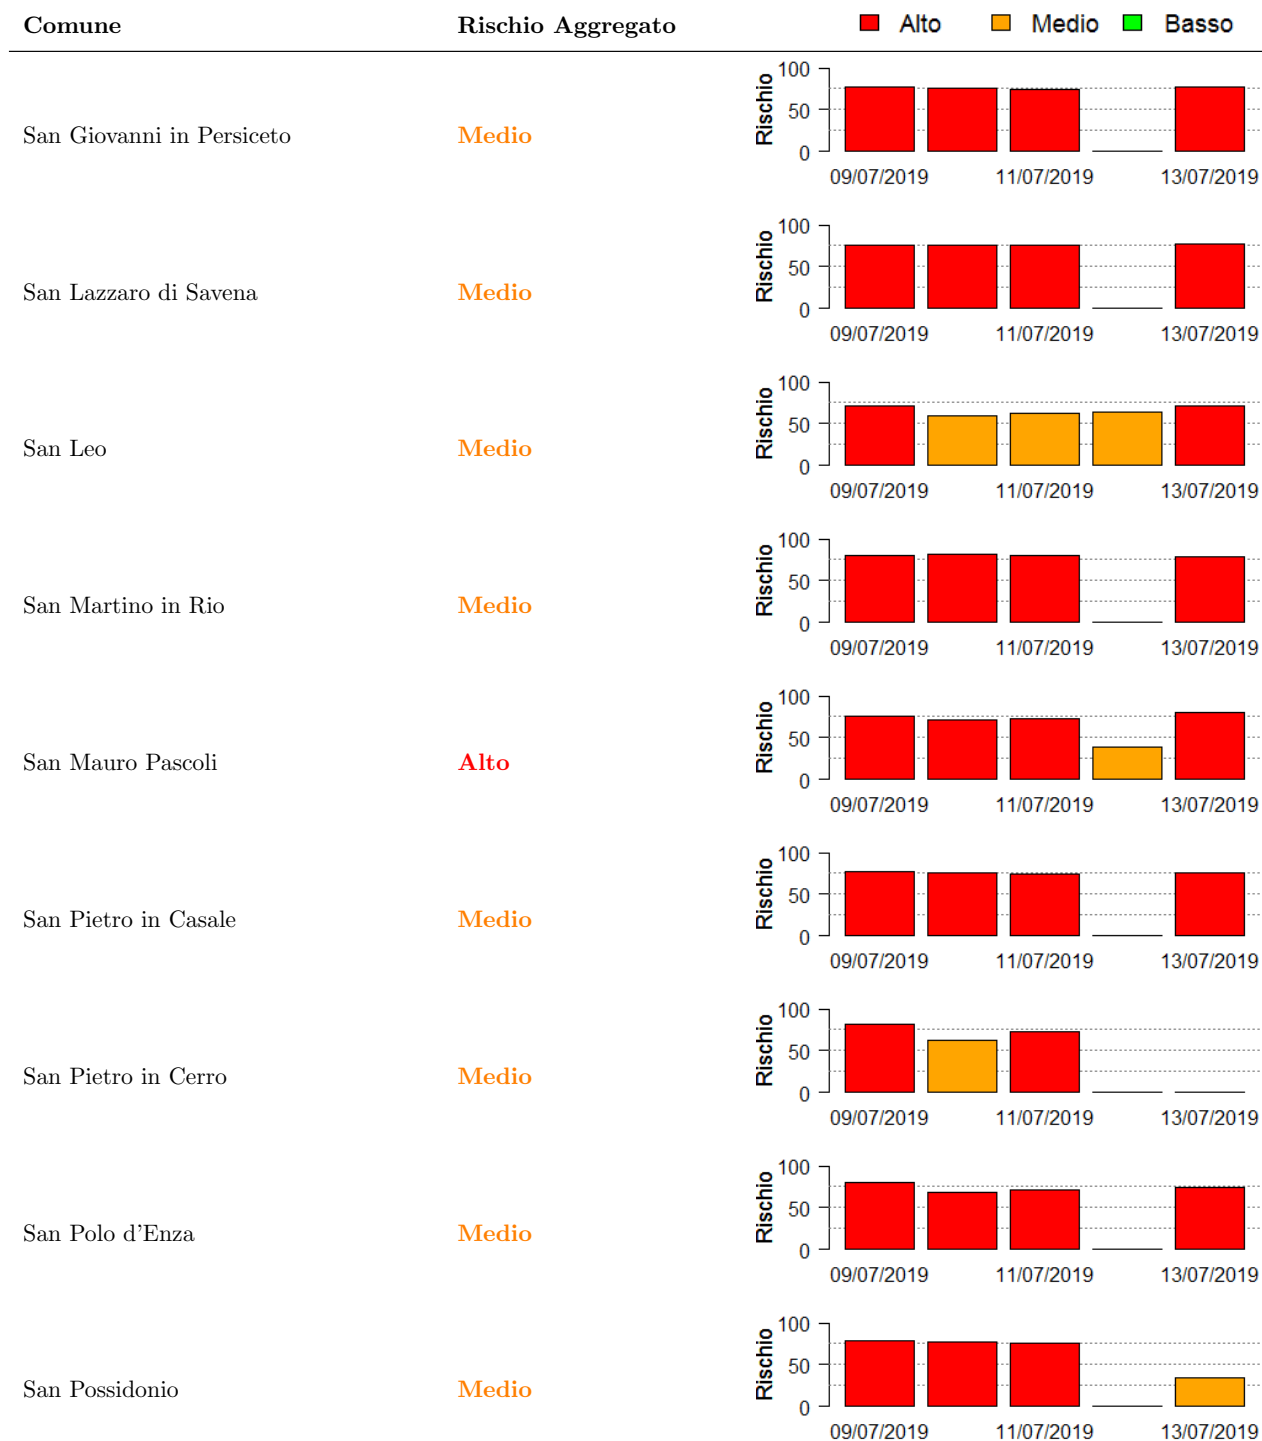 Comune Rischio Aggregato Alto Medio Basso
San Giovanni in Persiceto Medio Rischio 100 50 0
09/07/2019 11/07/2019 13/07/2019
San Lazzaro di Savena Medio Rischio 100 50 0
09/07/2019 11/07/2019 13/07/2019
San Leo Medio Rischio 100 50 0
09/07/2019 11/07/2019 13/07/2019
San Martino in Rio Medio Rischio 100 50 0
09/07/2019 11/07/2019 13/07/2019
San Mauro Pascoli Alto Rischio 100 50 0
09/07/2019 11/07/2019 13/07/2019
San Pietro in Casale Medio Rischio 100 50 0
09/07/2019 11/07/2019 13/07/2019
San Pietro in Cerro Medio Rischio 100 50 0
09/07/2019 11/07/2019 13/07/2019
San Polo d'Enza Medio Rischio 100 50 0
09/07/2019 11/07/2019 13/07/2019
San Possidonio Medio Rischio 100 50 0
09/07/2019 11/07/2019 13/07/2019